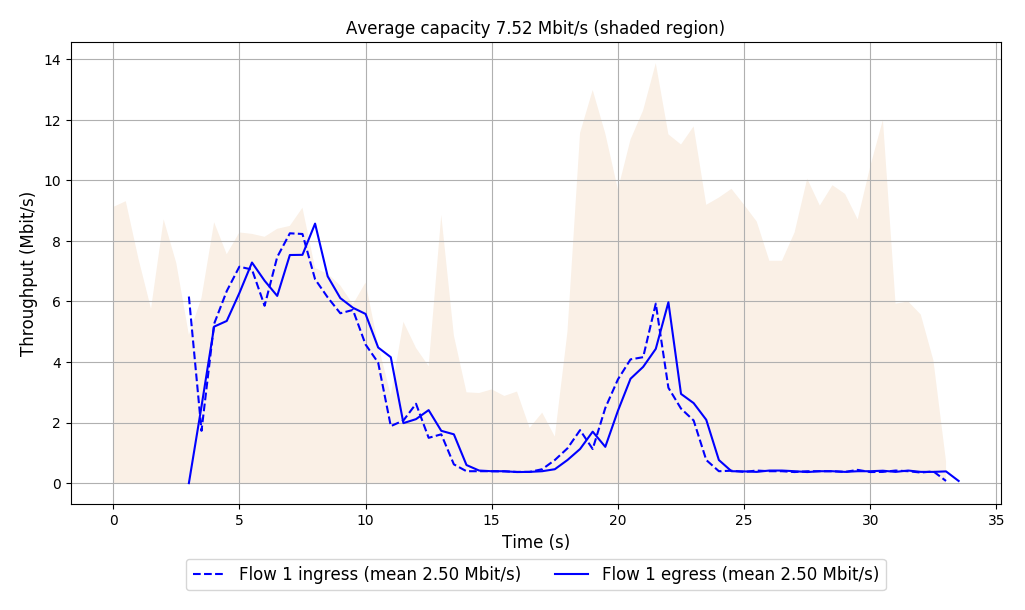 Average capacity 7.52 Mbit/s (shaded region)
Throughput (Mbit/s)
14
12
10
8
6
4
2
0
0 5 10 15 20 25 30 35
Time (s)
Flow 1 ingress (mean 2.50 Mbit/s) Flow 1 egress (mean 2.50 Mbit/s)